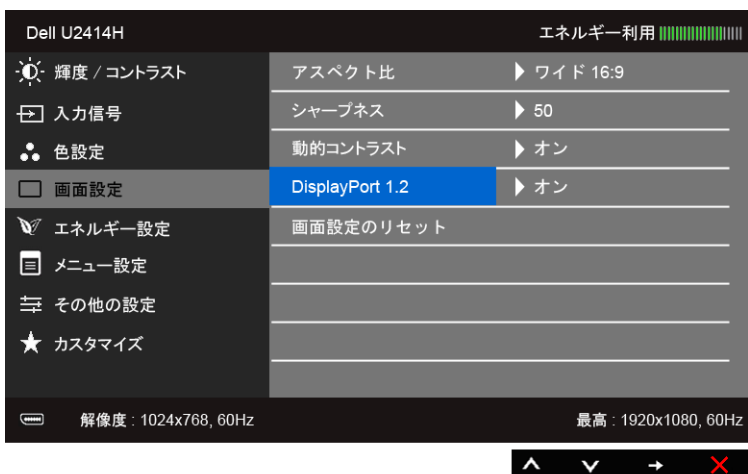 Dell U2414H エネルギー利用
輝度 / コントラスト アスペクト比 ワイド 16:9
入力信号 シャープネス 50
色設定 動的コントラスト オン
画面設定 DisplayPort 1.2 オン
エネルギー設定 画面設定のリセット
メニュー設定
その他の設定
カスタマイズ
解像度 : 1024x768, 60Hz 最高 : 1920x1080, 60Hz